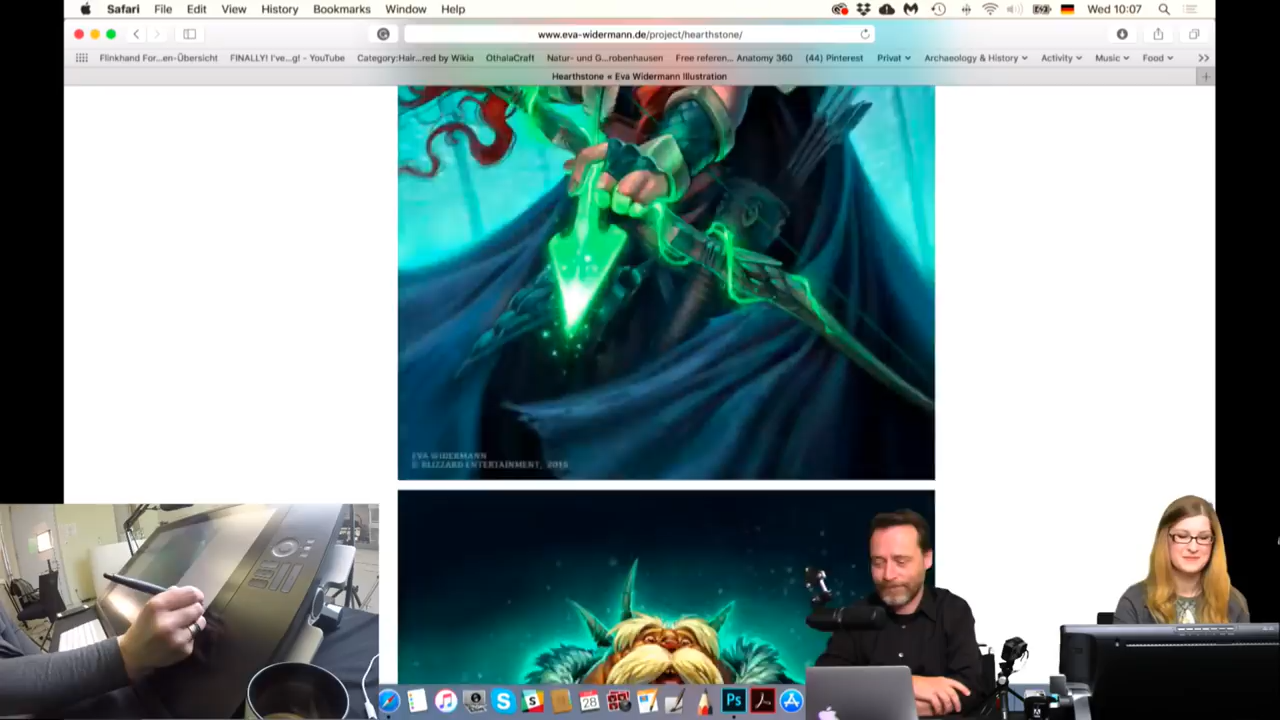 Safari File Edit View History Bookmarks Window Help Wed 10:07
www.eva-widermann.de/project/hearthstone/
Flinkhand For...en-Übersicht FINALLY! I've...g! - YouTube Category:Hair...red by Wikia OthalaCraft Natur- und G...robenhausen Free referen... Anatomy 360 (44) Pinterest Privat Archaeology & History Activity Music Food
Hearthstone « Eva Widermann Illustration
EVA WIDERMANN
© BLIZZARD ENTERTAINMENT, 2015
28
Ps